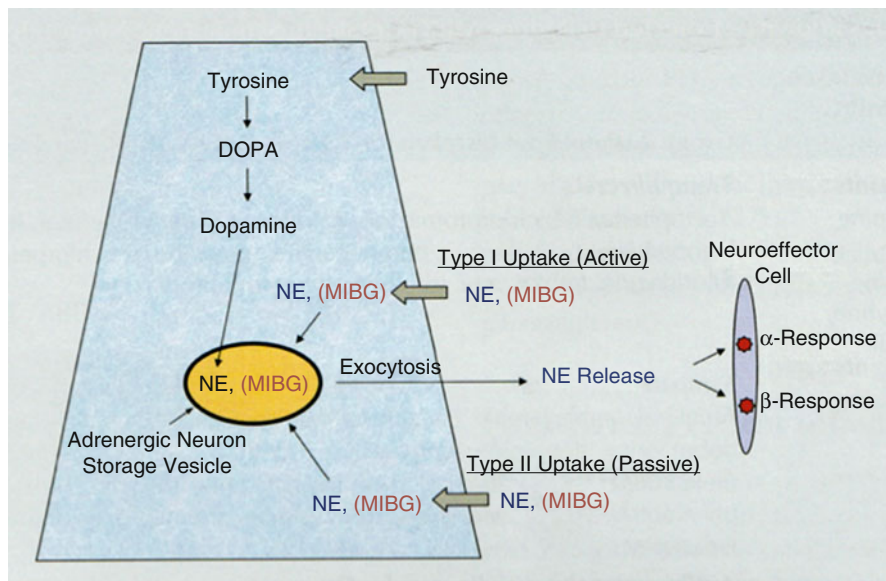 Tyrosine
Tyrosine
DOPA
Dopamine
Type I Uptake (Active)
NE, (MIBG)
NE, (MIBG)
Neuroeffector
Cell
α-Response
β-Response
NE, (MIBG)
Exocytosis
NE Release
Adrenergic Neuron
Storage Vesicle
Type II Uptake (Passive)
NE, (MIBG)
NE, (MIBG)